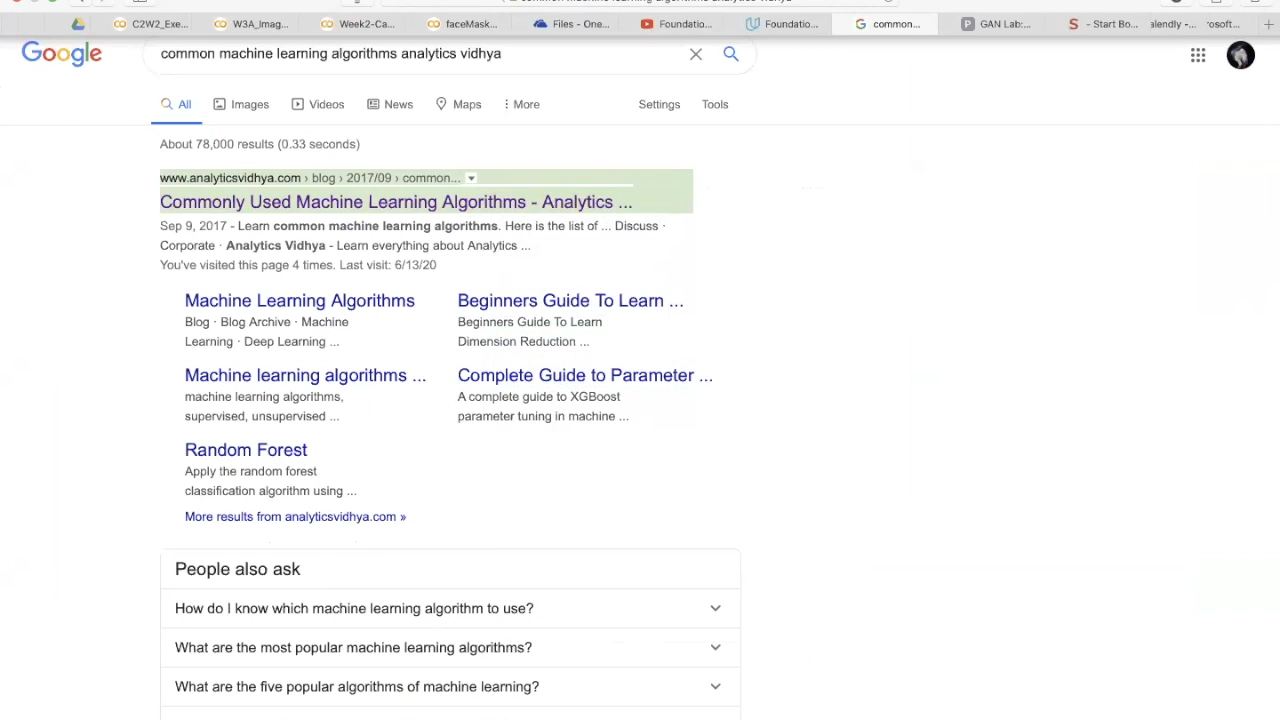 C2W2_Exe...
W3A_Imag...
Week2-Ca...
faceMask...
Files - One...
Foundatio...
Foundatio...
common...
GAN Lab:...
- Start Bo...
alendly -...
rosoft...
Google
common machine learning algorithms analytics vidhya
All
Images
Videos
News
Maps
More
Settings
Tools
About 78,000 results (0.33 seconds)
www.analyticsvidhya.com › blog › 2017/09 › common...
Commonly Used Machine Learning Algorithms - Analytics ...
Sep 9, 2017 - Learn common machine learning algorithms. Here is the list of ... Discuss ·
Corporate · Analytics Vidhya - Learn everything about Analytics ...
You've visited this page 4 times. Last visit: 6/13/20
Machine Learning Algorithms
Blog · Blog Archive · Machine
Learning · Deep Learning ...
Beginners Guide To Learn ...
Beginners Guide To Learn
Dimension Reduction ...
Machine learning algorithms ...
machine learning algorithms,
supervised, unsupervised ...
Complete Guide to Parameter ...
A complete guide to XGBoost
parameter tuning in machine ...
Random Forest
Apply the random forest
classification algorithm using ...
More results from analyticsvidhya.com »
People also ask
How do I know which machine learning algorithm to use?
What are the most popular machine learning algorithms?
What are the five popular algorithms of machine learning?